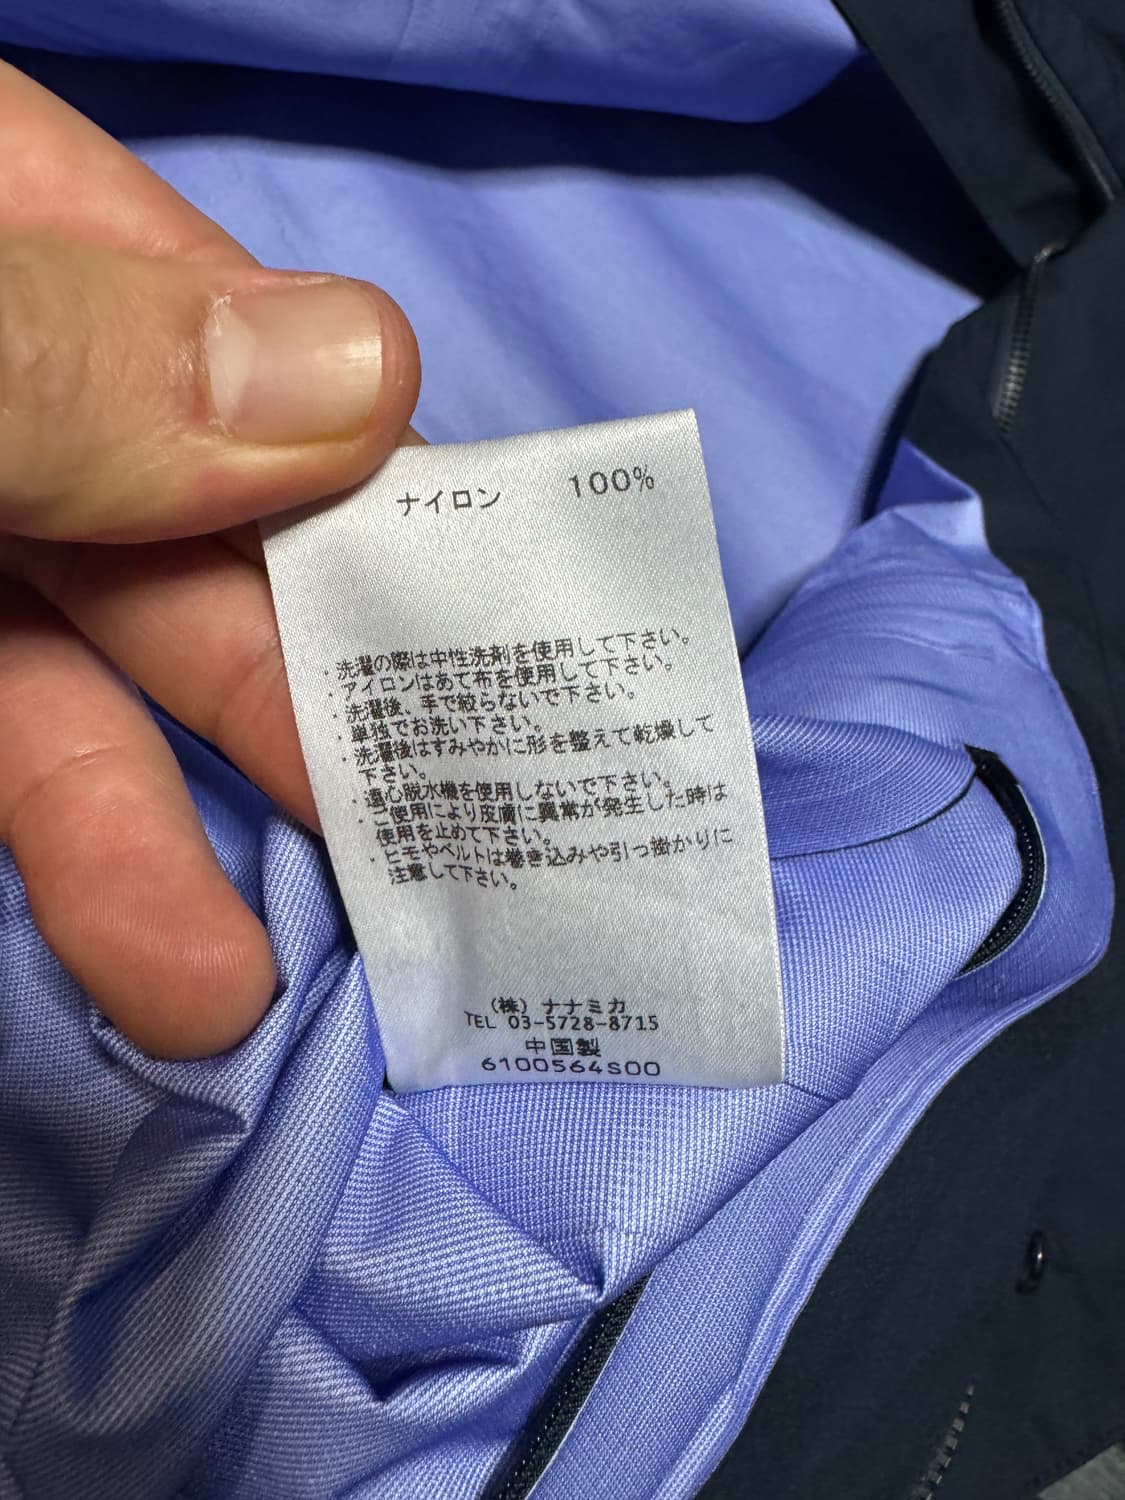 ナイロン 100%
・洗濯の際は中性洗剤を使用して下さい。
・アイロンはあて布を使用して下さい。
・洗濯後、手で絞らないで下さい。
・単独でお洗い下さい。
・洗濯後はすみやかに形を整えて乾燥して
下さい。
・遠心脱水機を使用しないで下さい。
・ご使用により皮膚に異常が発生した時は
使用を止めて下さい。
・ヒモやベルトは巻き込みや引っ掛かりに
注意して下さい。
(株) ナナミカ
TEL 03-5728-8715
中国製
6100564S00